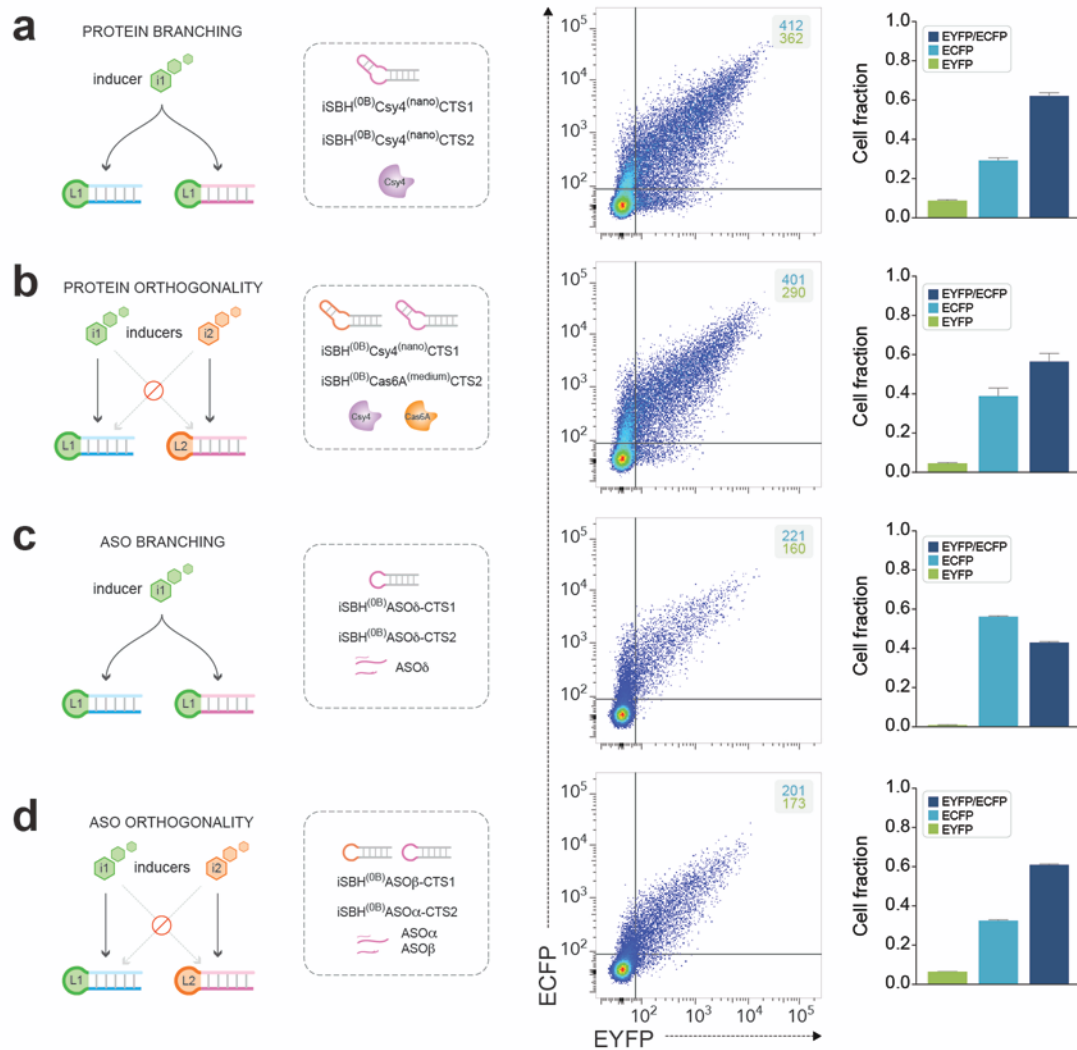 a
PROTEIN BRANCHING
inducer i1
L1 L1
iSBH(0B)Csy4(nano)CTS1
iSBH(0B)Csy4(nano)CTS2
Csy4
10⁵
10⁴
10³
10²
412
362
Cell fraction
1.0
0.8
0.6
0.4
0.2
0.0
EYFP/ECFP
ECFP
EYFP
b
PROTEIN ORTHOGONALITY
i1 inducers i2
L1 L2
iSBH(0B)Csy4(nano)CTS1
iSBH(0B)Cas6A(medium)CTS2
Csy4 Cas6A
10⁵
10⁴
10³
10²
401
290
Cell fraction
1.0
0.8
0.6
0.4
0.2
0.0
EYFP/ECFP
ECFP
EYFP
c
ASO BRANCHING
inducer i1
L1 L1
iSBH(0B)ASOδ-CTS1
iSBH(0B)ASOδ-CTS2
ASOδ
10⁵
10⁴
10³
10²
221
160
Cell fraction
1.0
0.8
0.6
0.4
0.2
0.0
EYFP/ECFP
ECFP
EYFP
d
ASO ORTHOGONALITY
i1 inducers i2
L1 L2
iSBH(0B)ASOβ-CTS1
iSBH(0B)ASOα-CTS2
ASOα
ASOβ
10⁵
10⁴
10³
10²
201
173
10² 10³ 10⁴ 10⁵
ECFP
EYFP
Cell fraction
1.0
0.8
0.6
0.4
0.2
0.0
EYFP/ECFP
ECFP
EYFP